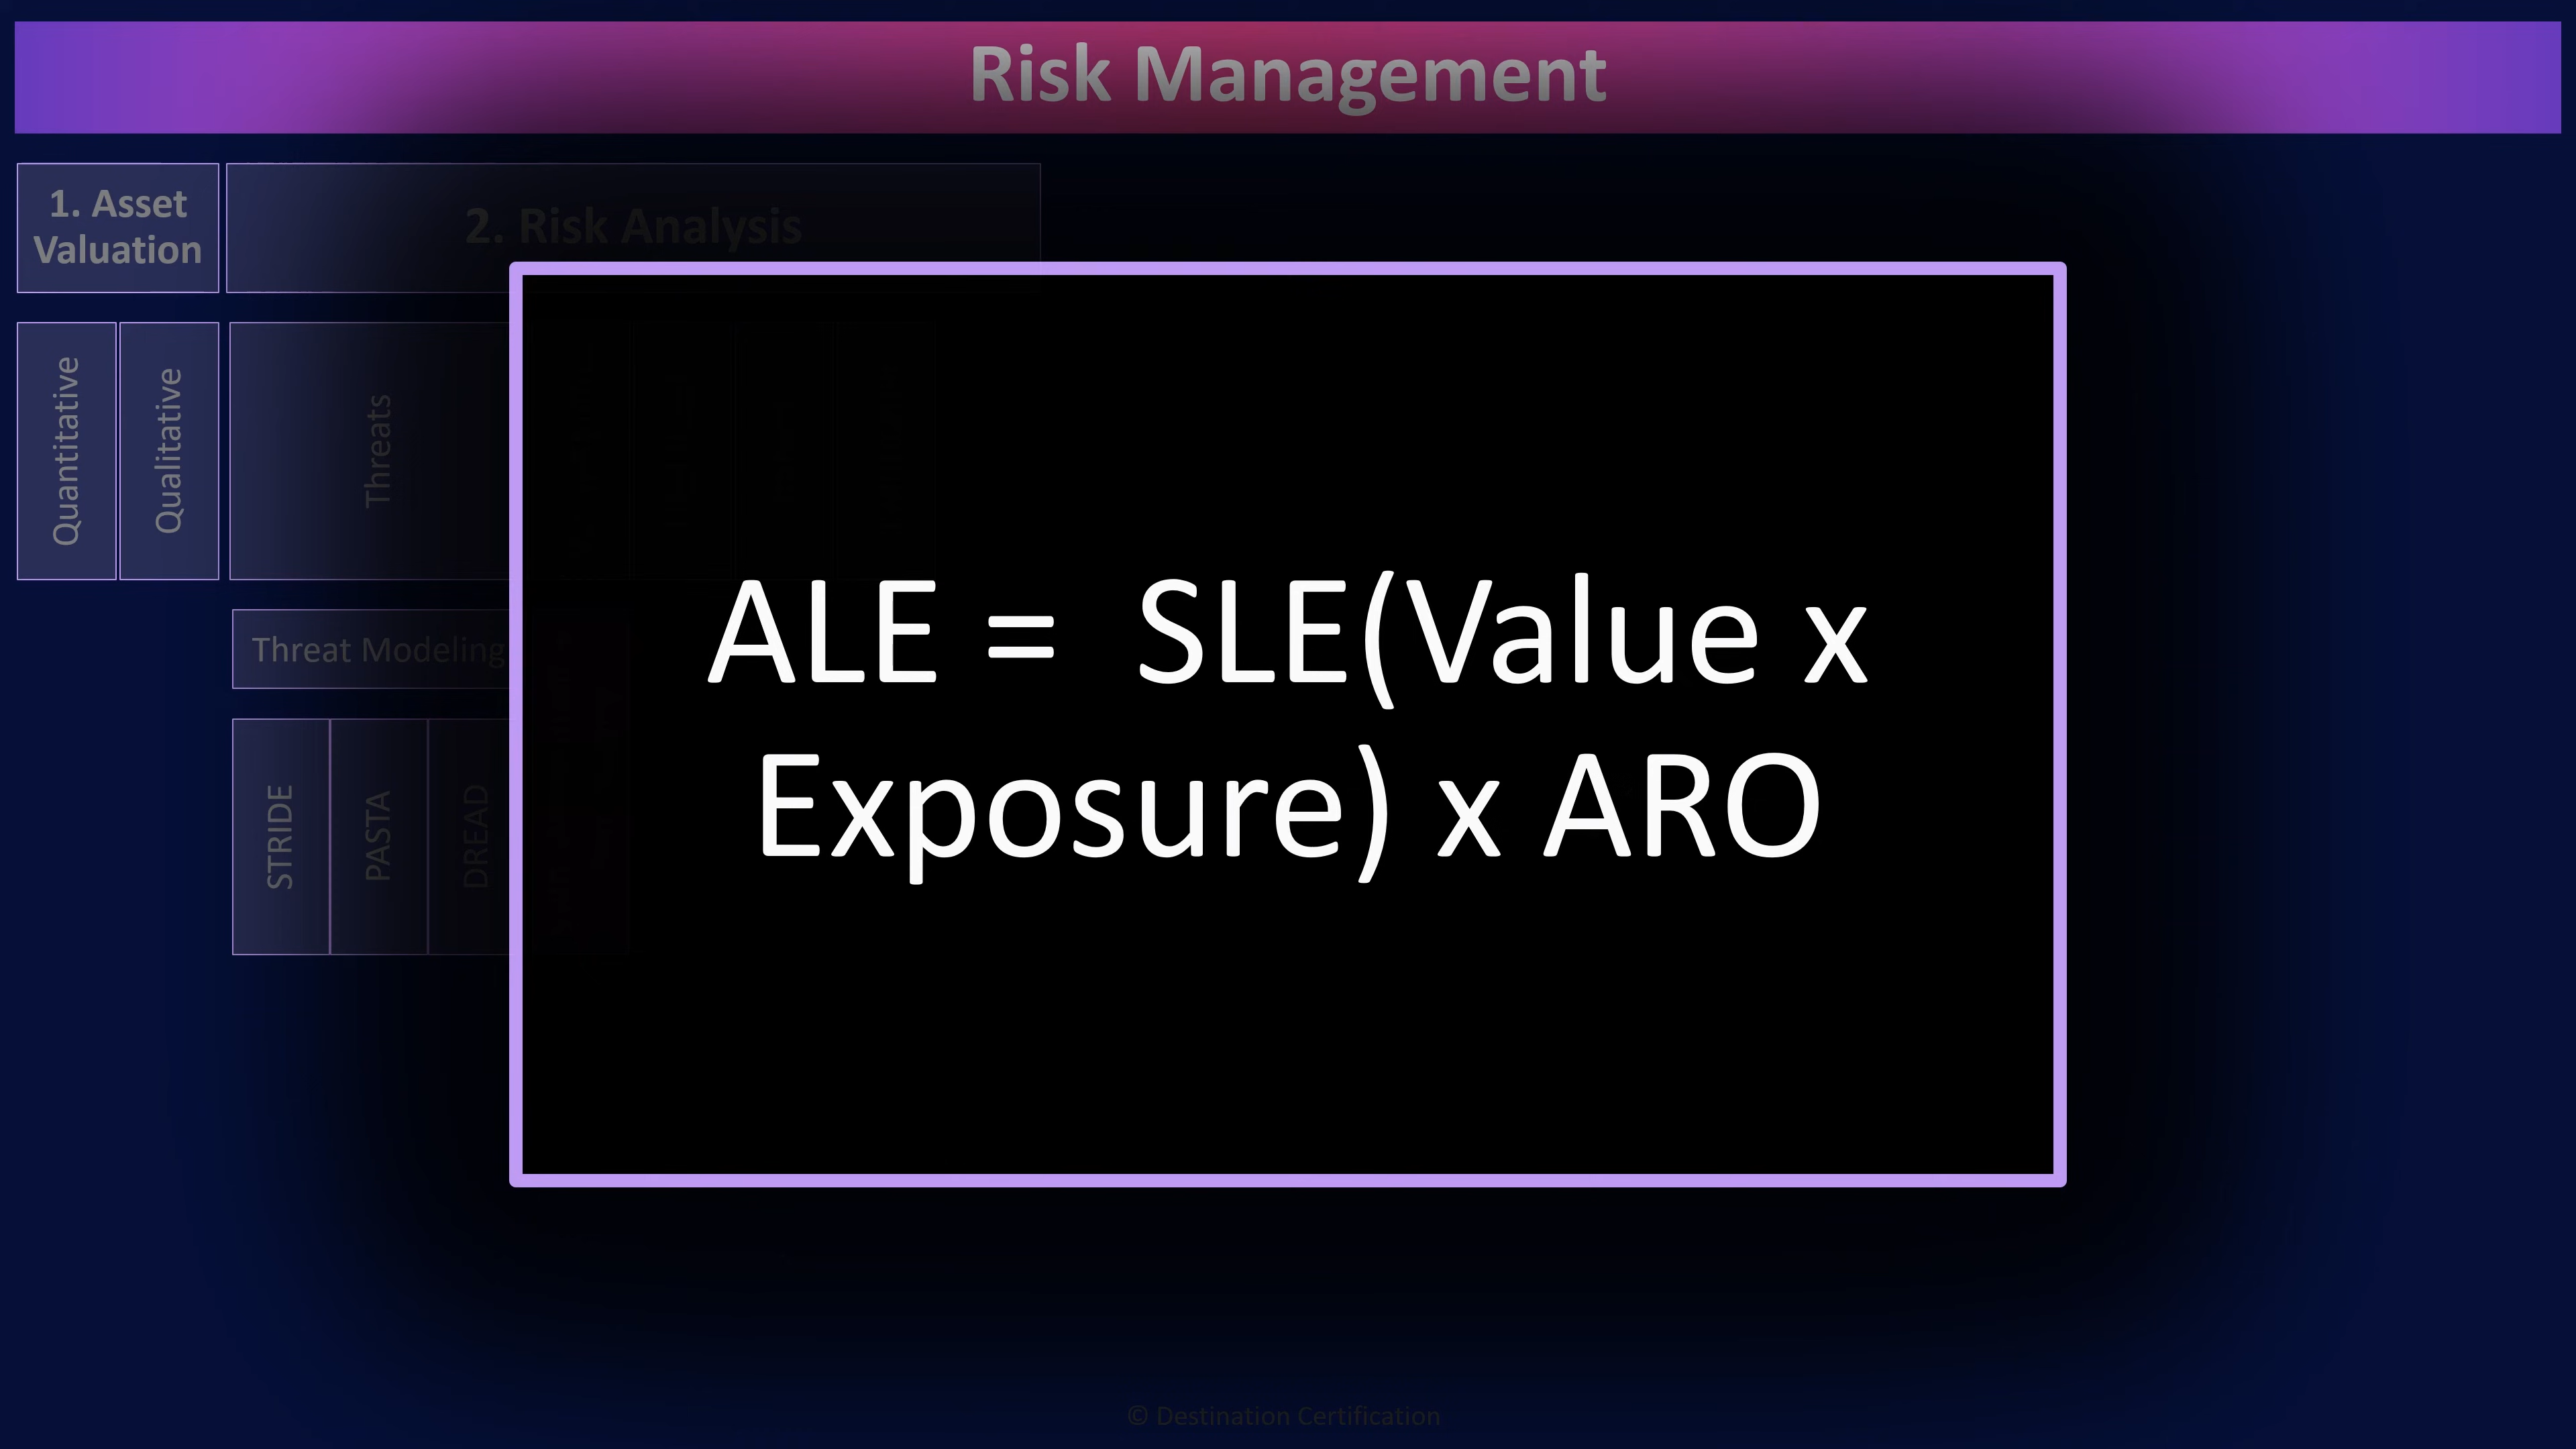 Risk Management
1. Asset
Valuation
2. Risk Analysis
Quantitative
Qualitative
Threats
Threat Modeling
STRIDE
PASTA
DREAD
ALE =  SLE(Value x
Exposure) x ARO
© Destination Certification